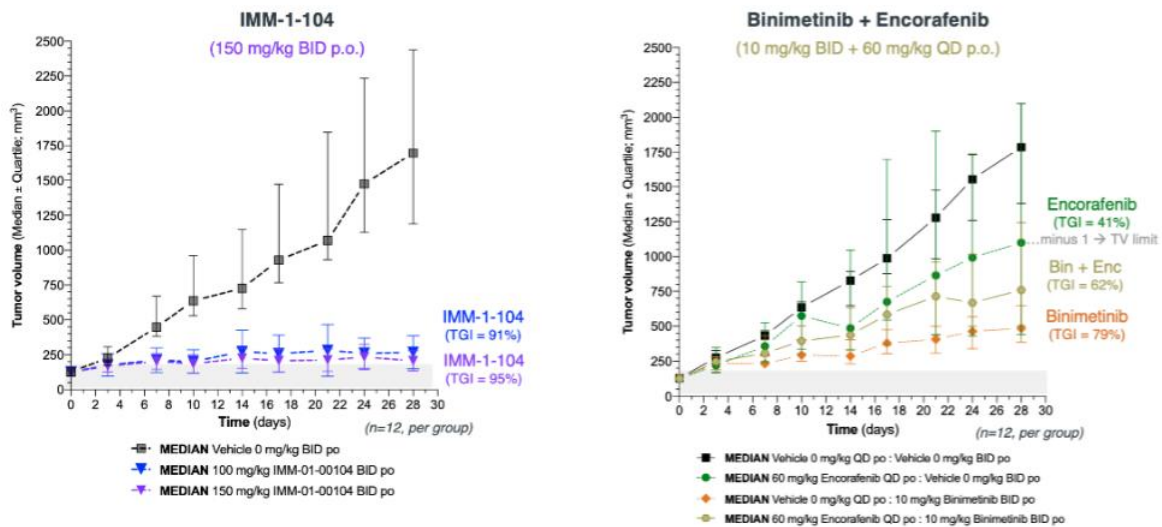 IMM-1-104
(150 mg/kg BID p.o.)
Tumor volume (Median ± Quartile; mm³)
2500
2250
2000
1750
1500
1250
1000
750
500
250
0
0 2 4 6 8 10 12 14 16 18 20 22 24 26 28 30
Time (days)
(n=12, per group)
IMM-1-104
(TGI = 91%)
IMM-1-104
(TGI = 95%)
MEDIAN Vehicle 0 mg/kg BID po
MEDIAN 100 mg/kg IMM-01-00104 BID po
MEDIAN 150 mg/kg IMM-01-00104 BID po
Binimetinib + Encorafenib
(10 mg/kg BID + 60 mg/kg QD p.o.)
Tumor volume (Median ± Quartile; mm³)
2500
2250
2000
1750
1500
1250
1000
750
500
250
0
0 2 4 6 8 10 12 14 16 18 20 22 24 26 28 30
Time (days)
(n=12, per group)
Encorafenib
(TGI = 41%)
...minus 1 → TV limit
Bin + Enc
(TGI = 62%)
Binimetinib
(TGI = 79%)
MEDIAN Vehicle 0 mg/kg QD po : Vehicle 0 mg/kg BID po
MEDIAN 60 mg/kg Encorafenib QD po : Vehicle 0 mg/kg BID po
MEDIAN Vehicle 0 mg/kg QD po : 10 mg/kg Binimetinib BID po
MEDIAN 60 mg/kg Encorafenib QD po : 10 mg/kg Binimetinib BID po